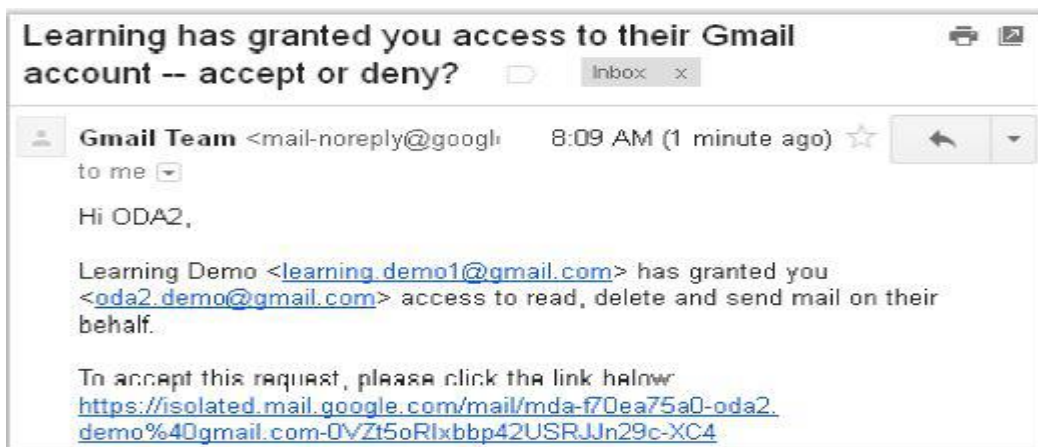 Learning has granted you access to their Gmail
account -- accept or deny? Inbox x
Gmail Team <mail-noreply@googl 8:09 AM (1 minute ago)
to me
Hi ODA2,
Learning Demo <learning.demo1@gmail.com> has granted you
<oda2.demo@gmail.com> access to read, delete and send mail on their
behalf.
To accept this request, please click the link below:
https://isolated.mail.google.com/mail/mda-f70ea75a0-oda2.
demo%40gmail.com-0VZt5oRIxbbp42USRJJn29c-XC4